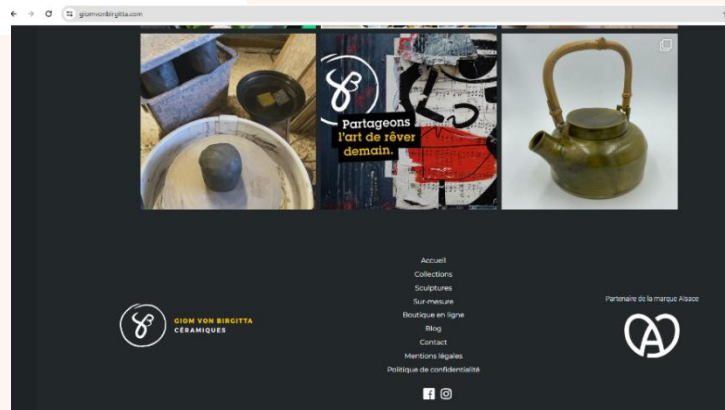 giomvonbirgitta.com
Partageons
l'art de rêver
demain.
GIOM VON BIRGITTA
CÉRAMIQUES
Accueil
Collections
Sculptures
Sur-mesure
Boutique en ligne
Blog
Contact
Mentions légales
Politique de confidentialité
Partenaire de la marque Alsace